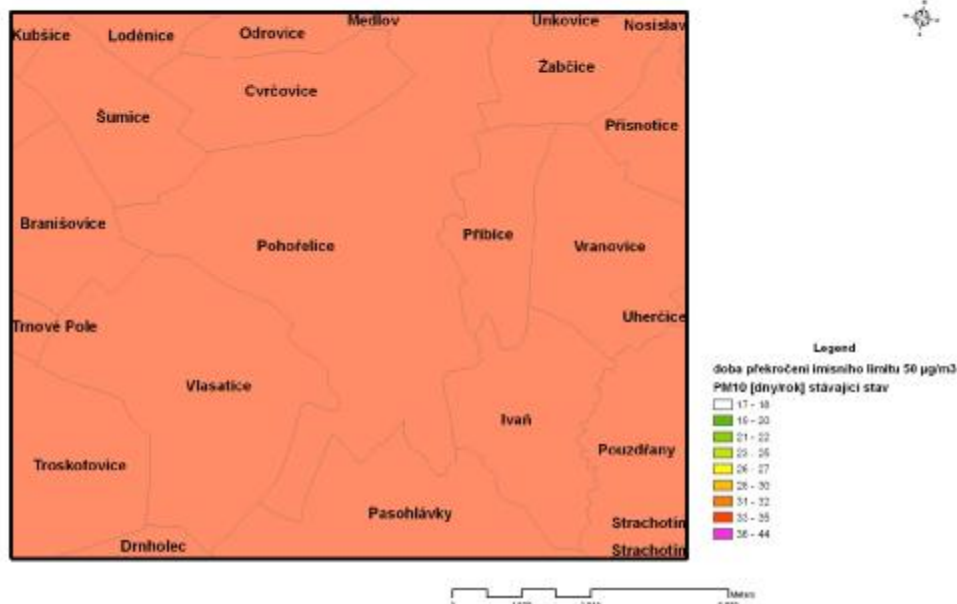 Medlov
Unkovice
Nosislav
Kubšice
Loděnice
Odrovice
Žabčice
Cvrčovice
Šumice
Přisnotice
Branišovice
Pohořelice
Přibice
Vranovice
Trnové Pole
Uherčice
Vlasatice
Ivaň
Troskotovice
Pouzdřany
Pasohlávky
Strachotín
Drnholec
Strachotín
Legend
doba překročení imisního limitu 50 µg/m3
PM10 [dny/rok] stávající stav
17 - 18
19 - 20
21 - 22
23 - 25
26 - 27
28 - 30
31 - 32
33 - 35
36 - 44
Meters
0